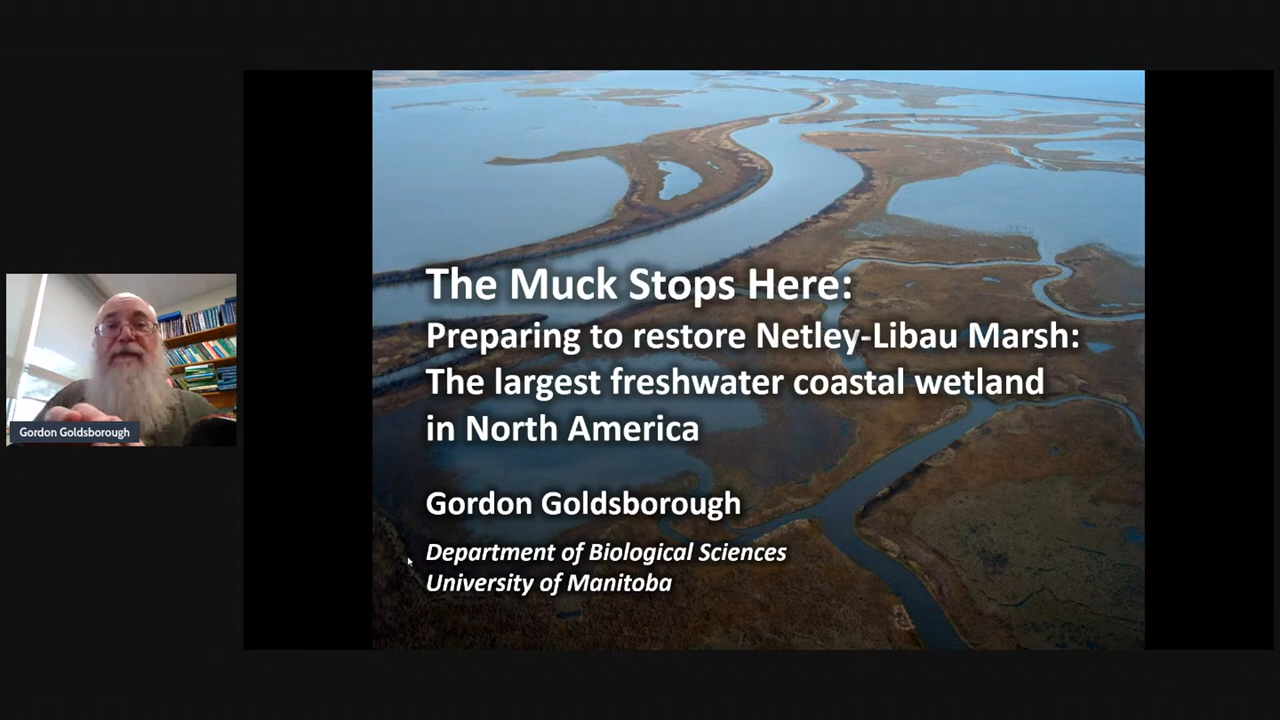 The Muck Stops Here:
Preparing to restore Netley-Libau Marsh:
The largest freshwater coastal wetland
in North America
Gordon Goldsborough
Department of Biological Sciences
University of Manitoba
Gordon Goldsborough